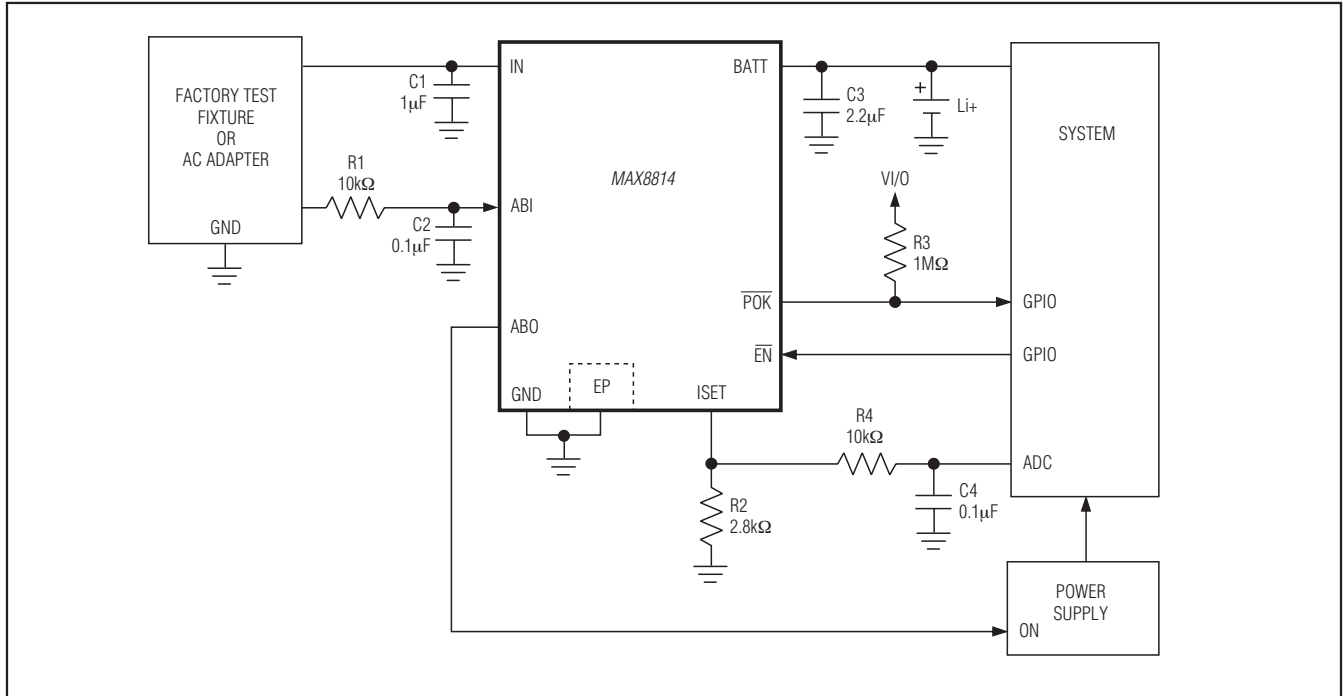 FACTORY TEST
FIXTURE
OR
AC ADAPTER
GND
C1
1µF
R1
10kΩ
C2
0.1µF
IN
ABI
ABO
GND
EP
ISET
MAX8814
BATT
P̅O̅K̅
E̅N̅
C3
2.2µF
+
Li+
VI/O
R3
1MΩ
R4
10kΩ
C4
0.1µF
R2
2.8kΩ
SYSTEM
GPIO
GPIO
ADC
POWER
SUPPLY
ON